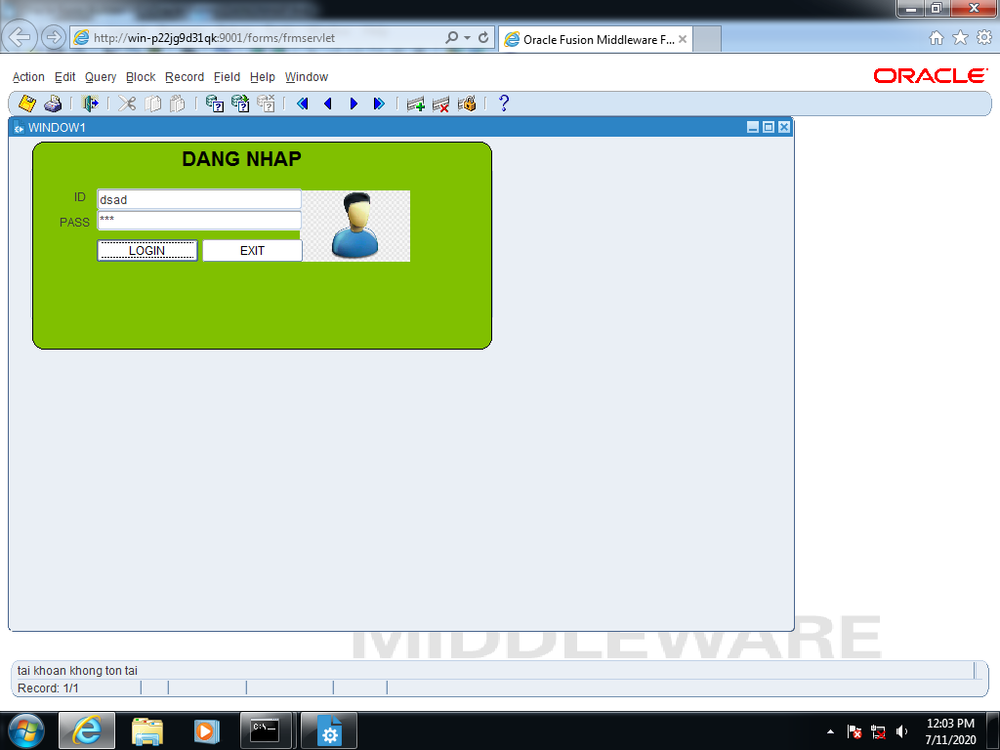 http://win-p22jg9d31qk:9001/forms/frmservlet
Oracle Fusion Middleware F...
Action Edit Query Block Record Field Help Window
ORACLE
WINDOW1
DANG NHAP
ID dsad
PASS ***
LOGIN EXIT
MIDDLEWARE
tai khoan khong ton tai
Record: 1/1
C:\.
12:03 PM
7/11/2020